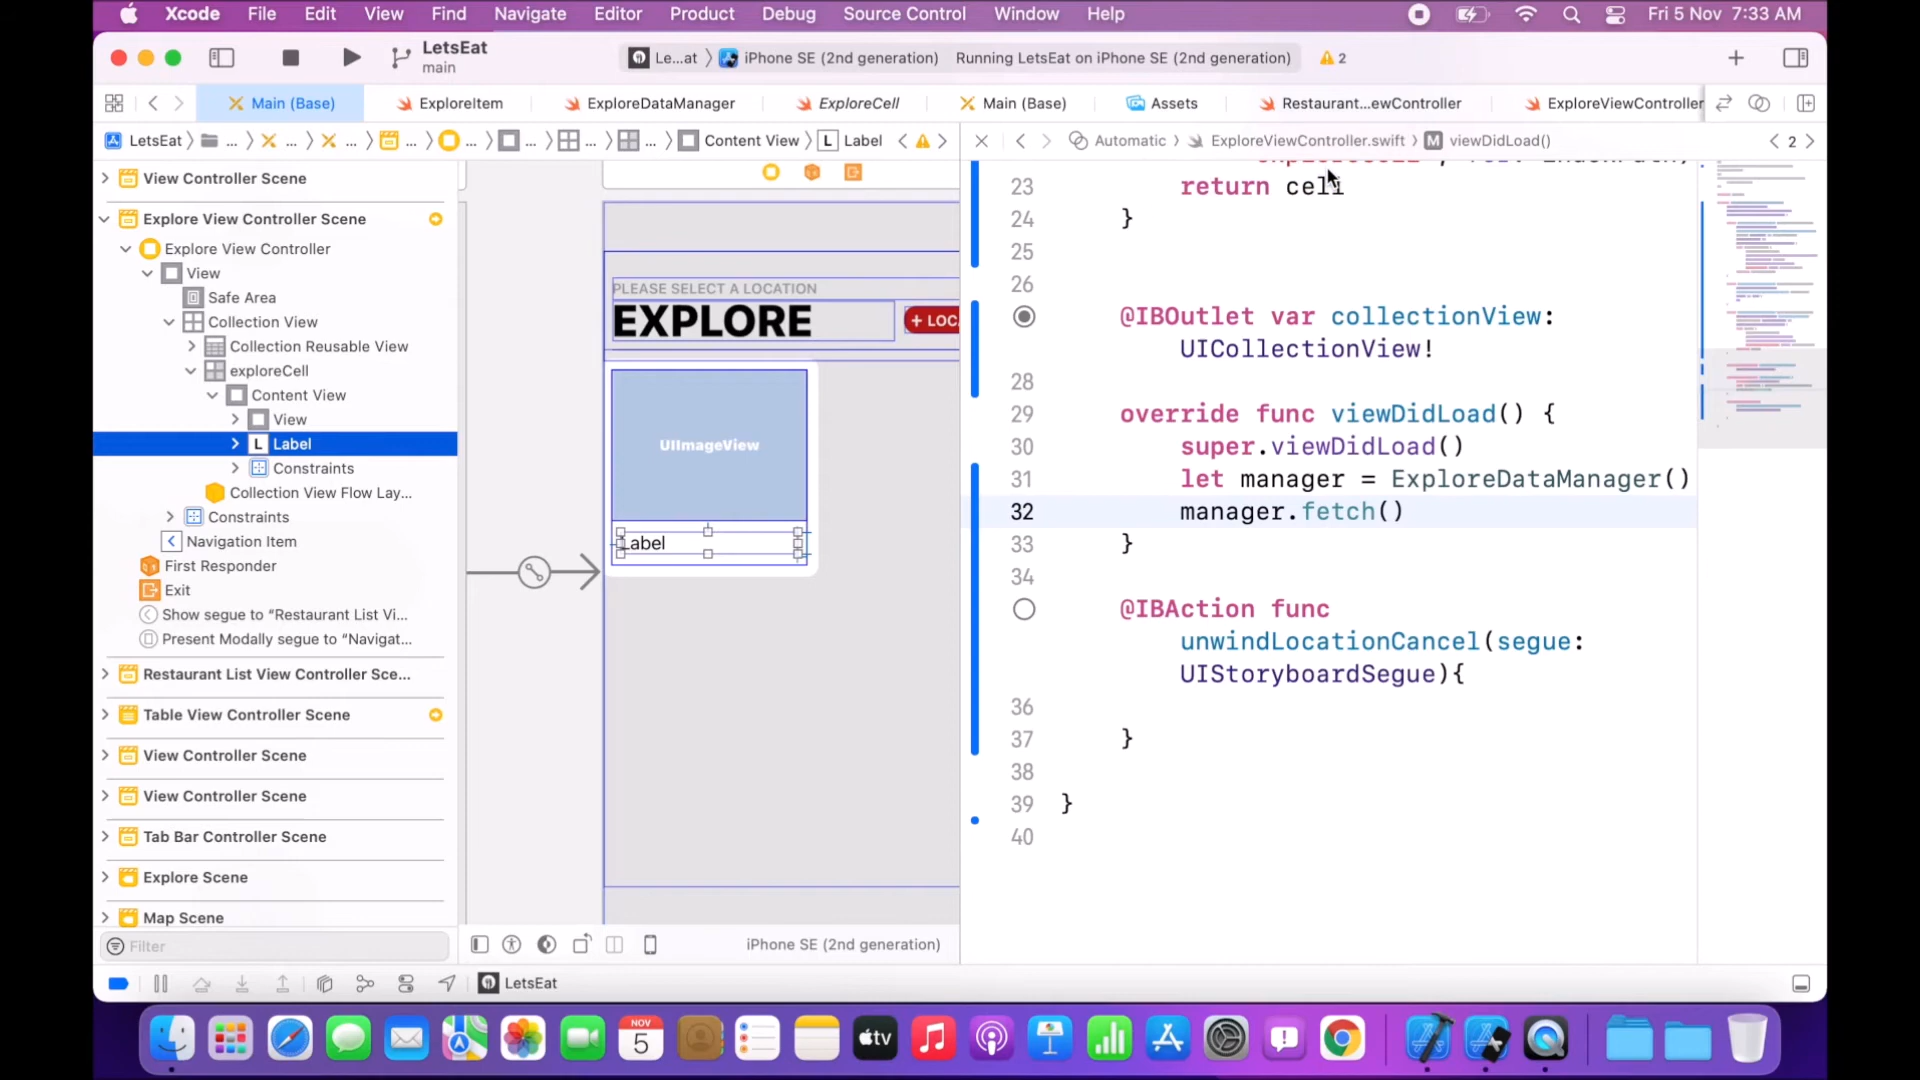 Xcode File Edit View Find Navigate Editor Product Debug Source Control Window Help Fri 5 Nov 7:33 AM
LetsEat
main
Le...at iPhone SE (2nd generation) Running LetsEat on iPhone SE (2nd generation) 2
Main (Base) ExploreItem ExploreDataManager ExploreCell Main (Base) Assets Restaurant...ewController ExploreViewController
LetsEat ... ... ... ... ... ... ... Content View L Label
Automatic ExploreViewController.swift M viewDidLoad() 2
View Controller Scene
Explore View Controller Scene
Explore View Controller
View
Safe Area
Collection View
Collection Reusable View
exploreCell
Content View
View
L Label
Constraints
Collection View Flow Lay...
Constraints
Navigation Item
First Responder
Exit
Show segue to “Restaurant List Vi...
Present Modally segue to “Navigat...
Restaurant List View Controller Sce...
Table View Controller Scene
View Controller Scene
View Controller Scene
Tab Bar Controller Scene
Explore Scene
Map Scene
Filter
PLEASE SELECT A LOCATION
EXPLORE
+ LOC
UIImageView
Label
iPhone SE (2nd generation)
23 return cell
24 }
25
26
@IBOutlet var collectionView:
UICollectionView!
28
29 override func viewDidLoad() {
30 super.viewDidLoad()
31 let manager = ExploreDataManager()
32 manager.fetch()
33 }
34
@IBAction func
unwindLocationCancel(segue:
UIStoryboardSegue){
36
37 }
38
39 }
40
LetsEat
NOV
5
tv